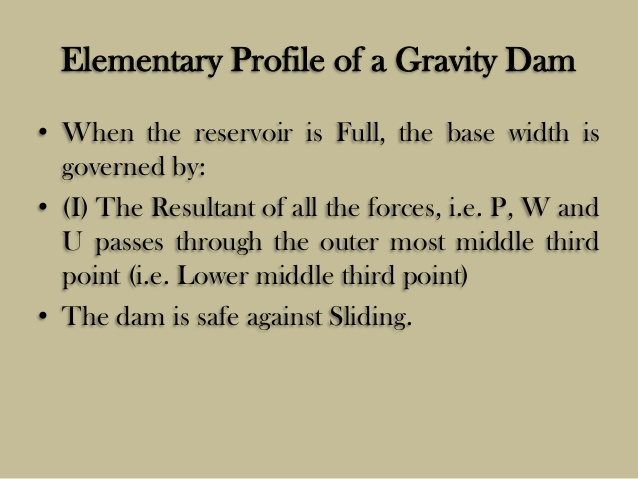 Elementary Profile of a Gravity Dam
• When the reservoir is Full, the base width is
governed by:
• (I) The Resultant of all the forces, i.e. P, W and
U passes through the outer most middle third
point (i.e. Lower middle third point)
• The dam is safe against Sliding.